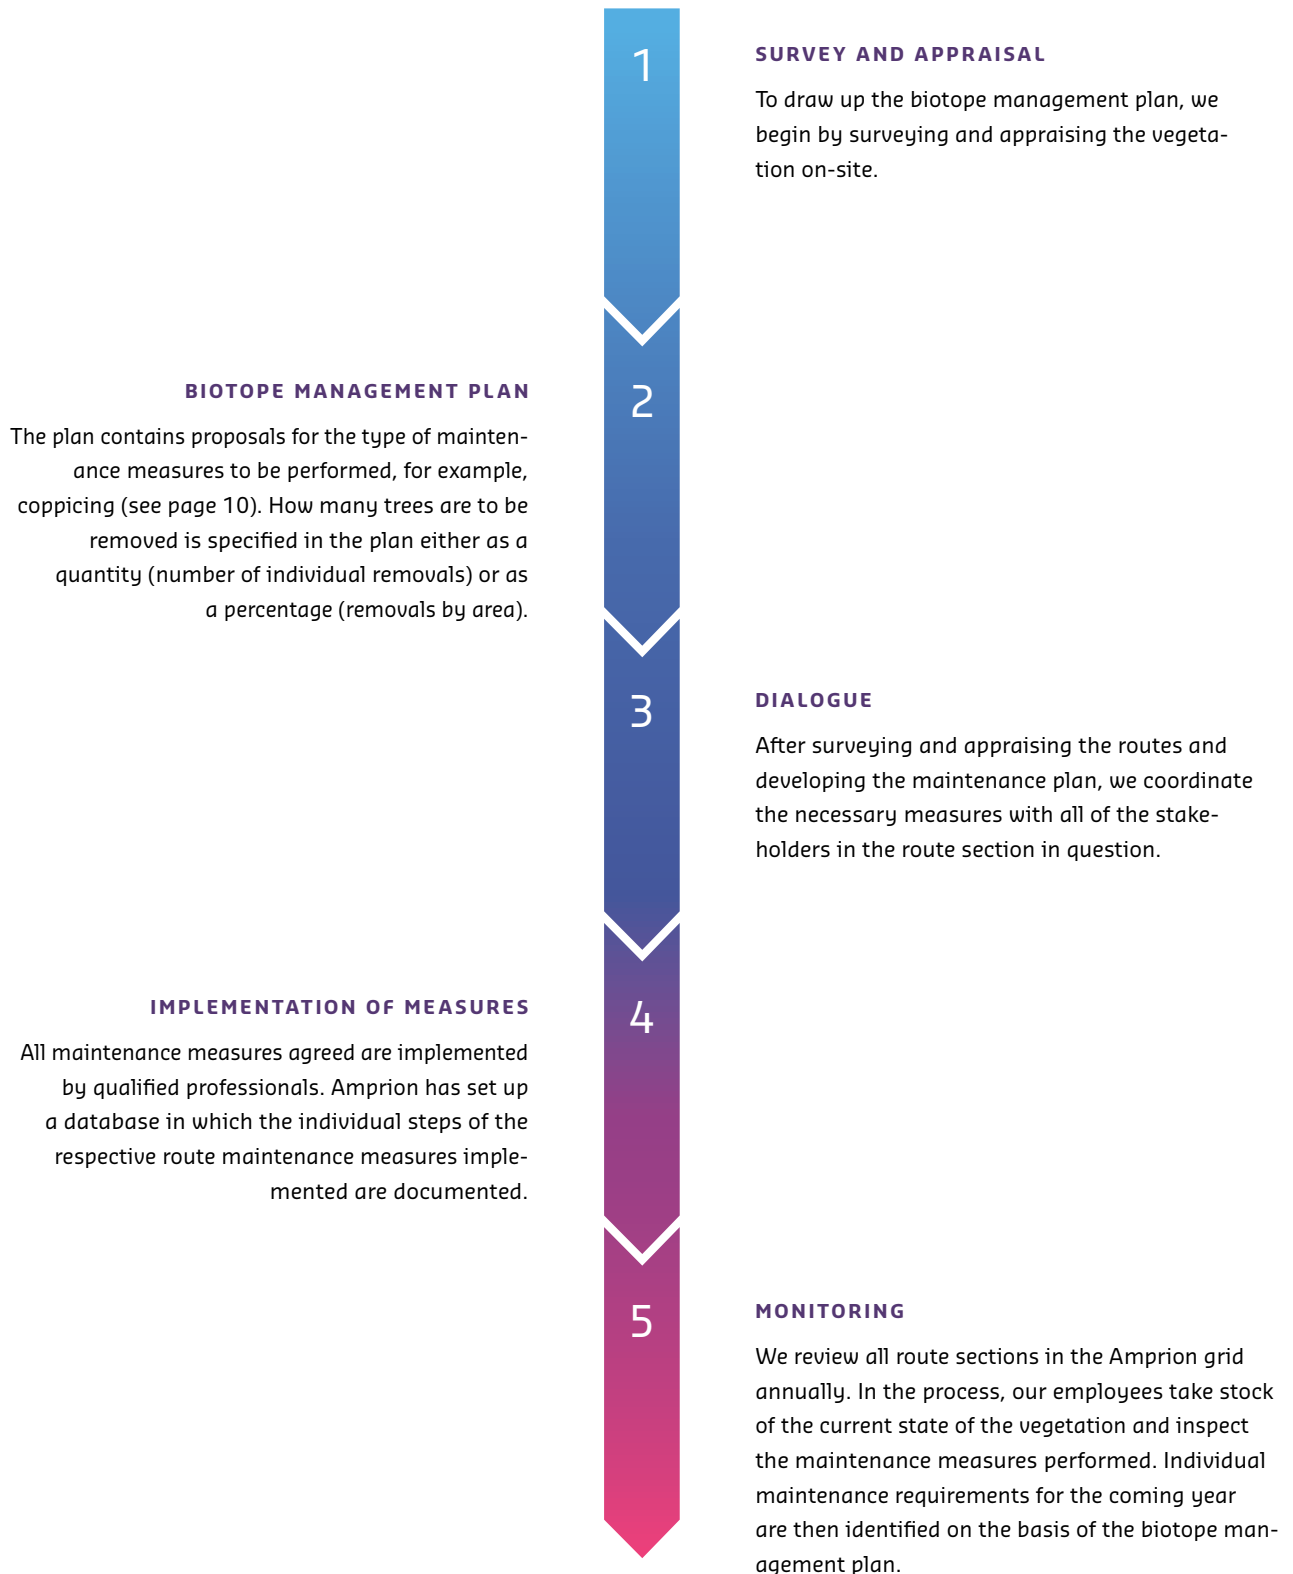 1
SURVEY AND APPRAISAL
To draw up the biotope management plan, we
begin by surveying and appraising the vegeta-
tion on-site.
2
BIOTOPE MANAGEMENT PLAN
The plan contains proposals for the type of mainten-
ance measures to be performed, for example,
coppicing (see page 10). How many trees are to be
removed is specified in the plan either as a
quantity (number of individual removals) or as
a percentage (removals by area).
3
DIALOGUE
After surveying and appraising the routes and
developing the maintenance plan, we coordinate
the necessary measures with all of the stake-
holders in the route section in question.
4
IMPLEMENTATION OF MEASURES
All maintenance measures agreed are implemented
by qualified professionals. Amprion has set up
a database in which the individual steps of the
respective route maintenance measures imple-
mented are documented.
5
MONITORING
We review all route sections in the Amprion grid
annually. In the process, our employees take stock
of the current state of the vegetation and inspect
the maintenance measures performed. Individual
maintenance requirements for the coming year
are then identified on the basis of the biotope man-
agement plan.